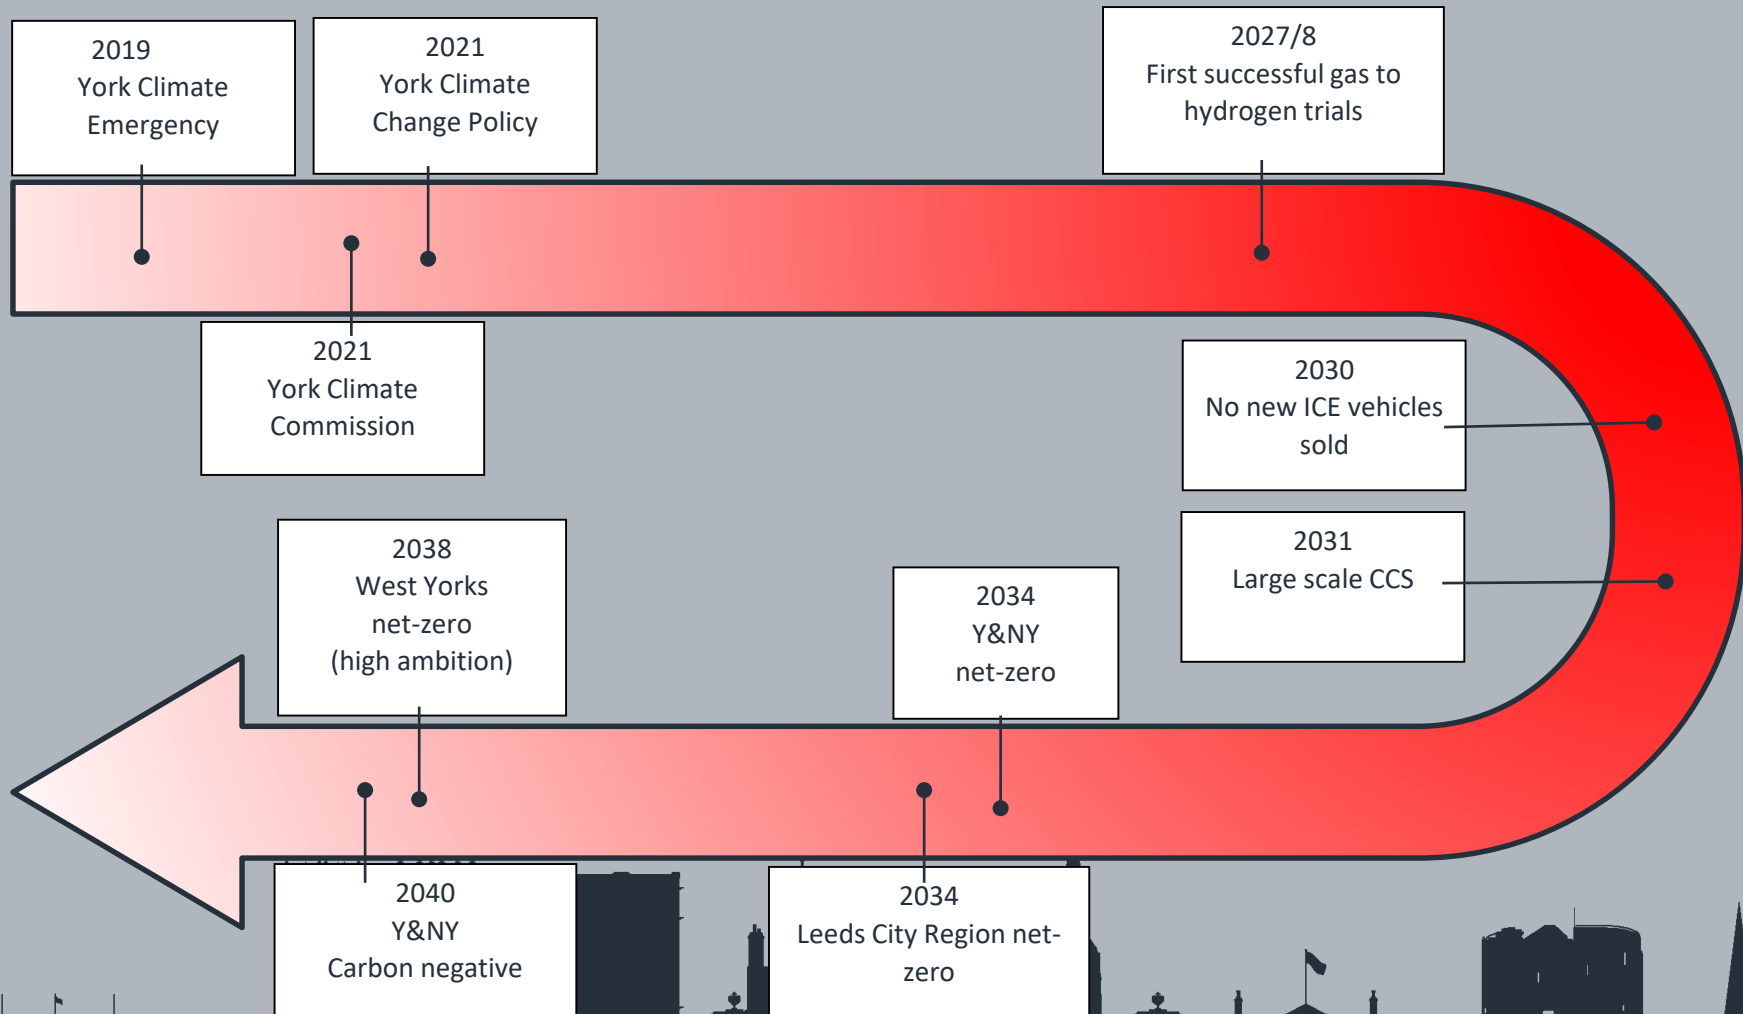 2019
York Climate
Emergency
2021
York Climate
Change Policy
2027/8
First successful gas to
hydrogen trials
2021
York Climate
Commission
2030
No new ICE vehicles
sold
2031
Large scale CCS
2038
West Yorks
net-zero
(high ambition)
2034
Y&NY
net-zero
2040
Y&NY
Carbon negative
2034
Leeds City Region net-
zero